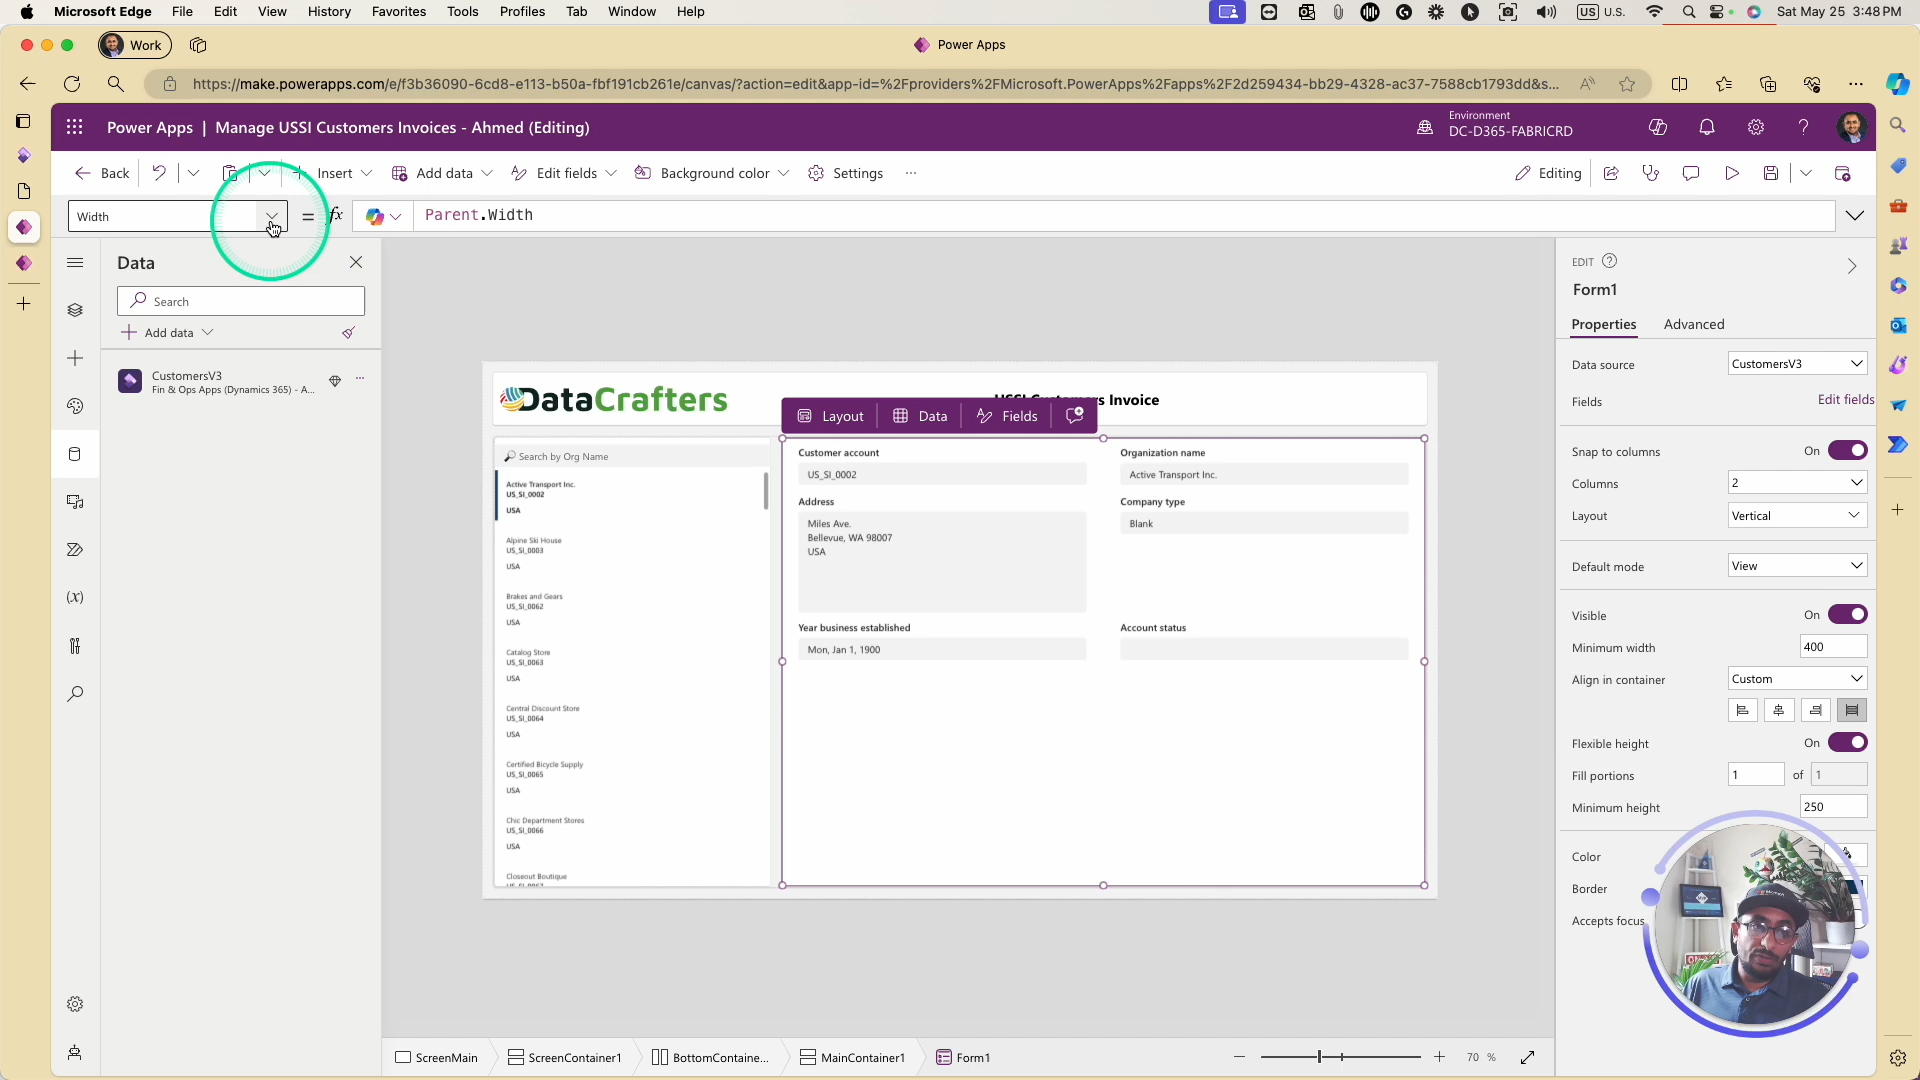 Microsoft Edge File Edit View History Favorites Tools Profiles Tab Window Help
US U.S. Sat May 25 3:48 PM
Work
Power Apps
https://make.powerapps.com/e/f3b36090-6cd8-e113-b50a-fbf191cb261e/canvas/?action=edit&app-id=%2Fproviders%2FMicrosoft.PowerApps%2Fapps%2F2d259434-bb29-4328-ac37-7588cb1793dd&s...
Power Apps | Manage USSI Customers Invoices - Ahmed (Editing)
Environment
DC-D365-FABRICRD
Back
Insert
Add data
Edit fields
Background color
Settings
Editing
Width
= fx
Parent.Width
Data
Search
Add data
CustomersV3
Fin & Ops Apps (Dynamics 365) - A...
DataCrafters
Invoice
Layout
Data
Fields
Search by Org Name
Active Transport Inc.
US_SI_0002
USA
Alpine Ski House
US_SI_0003
USA
Brakes and Gears
US_SI_0062
USA
Catalog Store
US_SI_0063
USA
Central Discount Store
US_SI_0064
USA
Certified Bicycle Supply
US_SI_0065
USA
Chic Department Stores
US_SI_0066
USA
Closeout Boutique
Customer account
US_SI_0002
Organization name
Active Transport Inc.
Address
Miles Ave.
Bellevue, WA 98007
USA
Company type
Blank
Year business established
Mon, Jan 1, 1900
Account status
EDIT
Form1
Properties
Advanced
Data source
CustomersV3
Fields
Edit fields
Snap to columns
On
Columns
2
Layout
Vertical
Default mode
View
Visible
On
Minimum width
400
Align in container
Custom
Flexible height
On
Fill portions
1 of 1
Minimum height
250
Color
Border
Accepts focus
ScreenMain
ScreenContainer1
BottomContaine...
MainContainer1
Form1
70 %